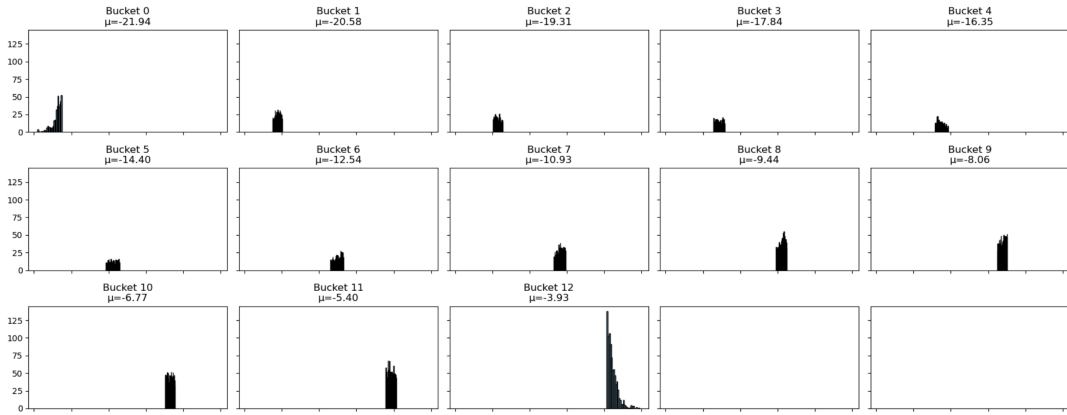 Bucket 0
μ=-21.94
Bucket 1
μ=-20.58
Bucket 2
μ=-19.31
Bucket 3
μ=-17.84
Bucket 4
μ=-16.35
125
100
75
50
25
0
Bucket 5
μ=-14.40
Bucket 6
μ=-12.54
Bucket 7
μ=-10.93
Bucket 8
μ=-9.44
Bucket 9
μ=-8.06
125
100
75
50
25
0
Bucket 10
μ=-6.77
Bucket 11
μ=-5.40
Bucket 12
μ=-3.93
125
100
75
50
25
0